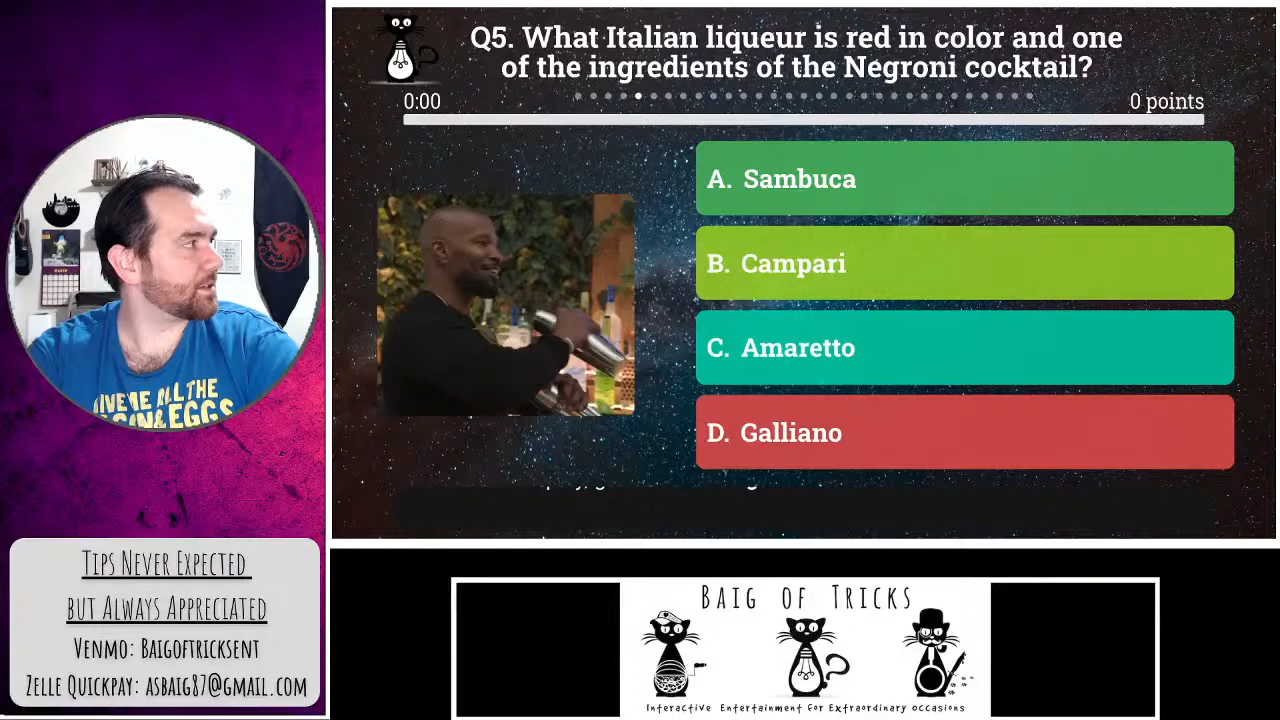 Q5. What Italian liqueur is red in color and one
of the ingredients of the Negroni cocktail?
0:00
0 points
A. Sambuca
B. Campari
C. Amaretto
D. Galliano
Tips Never Expected
but Always Appreciated
Venmo: Baigoftricksent
Zelle Quickpay: asbaig87@gmail.com
Baig of Tricks
Interactive Entertainment for Extraordinary Occasions